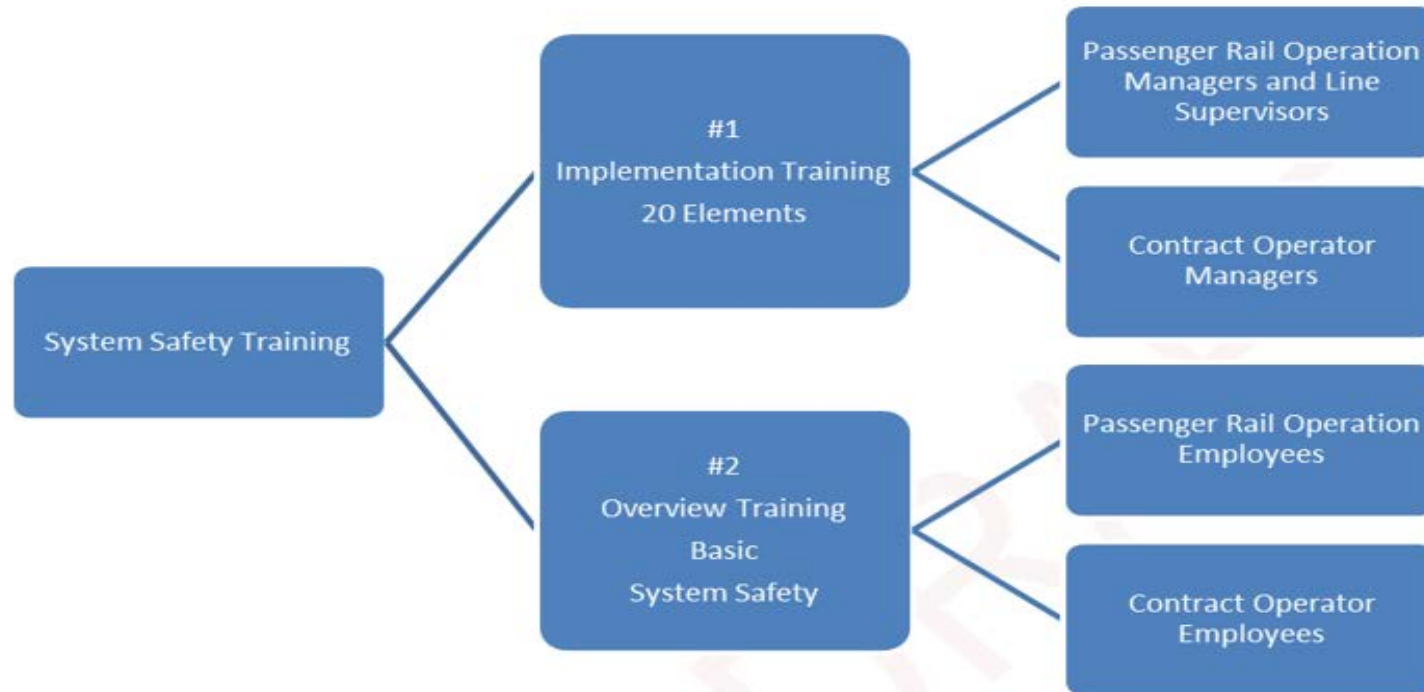 System Safety Training
#1
Implementation Training
20 Elements
Passenger Rail Operation
Managers and Line
Supervisors
Contract Operator
Managers
#2
Overview Training
Basic
System Safety
Passenger Rail Operation
Employees
Contract Operator
Employees